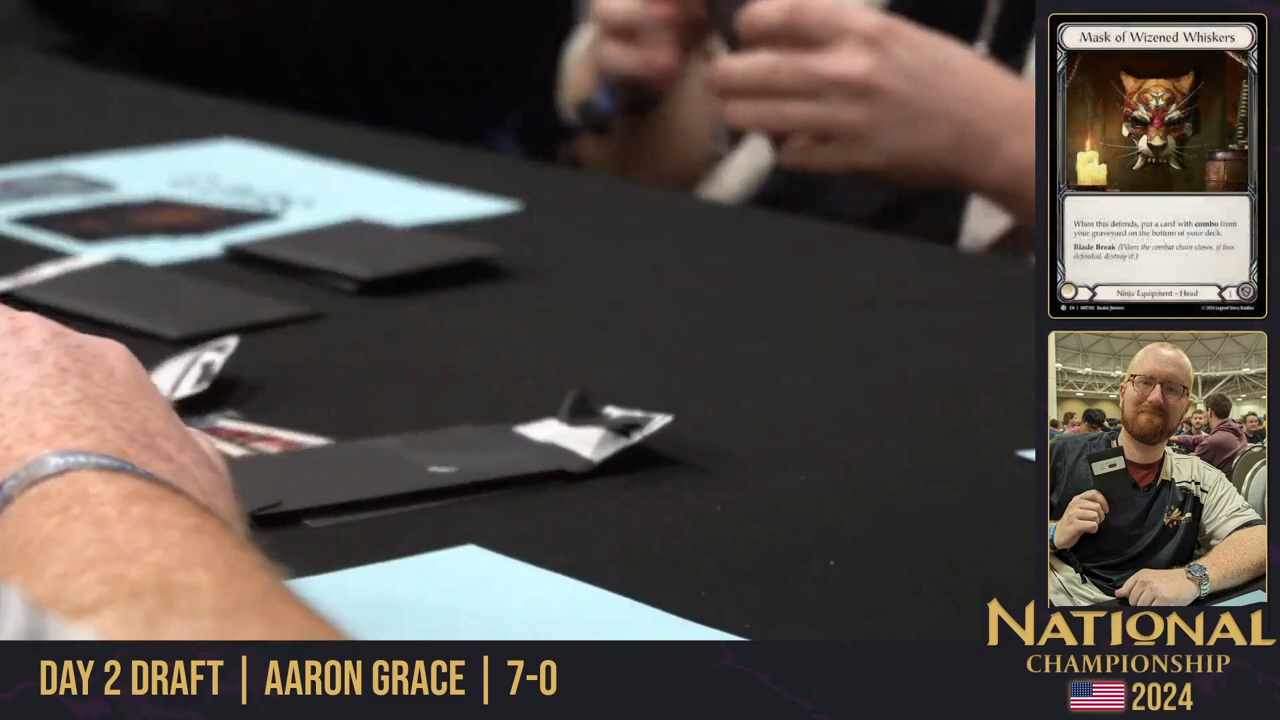 Mask of Wizened Whiskers
When this defends, put a card with combo from
your graveyard on the bottom of your deck.
Blade Break (When the combat chain closes, if this
defended, destroy it.)
Ninja Equipment - Head
1
NATIONAL
CHAMPIONSHIP
2024
DAY 2 DRAFT | AARON GRACE | 7-0